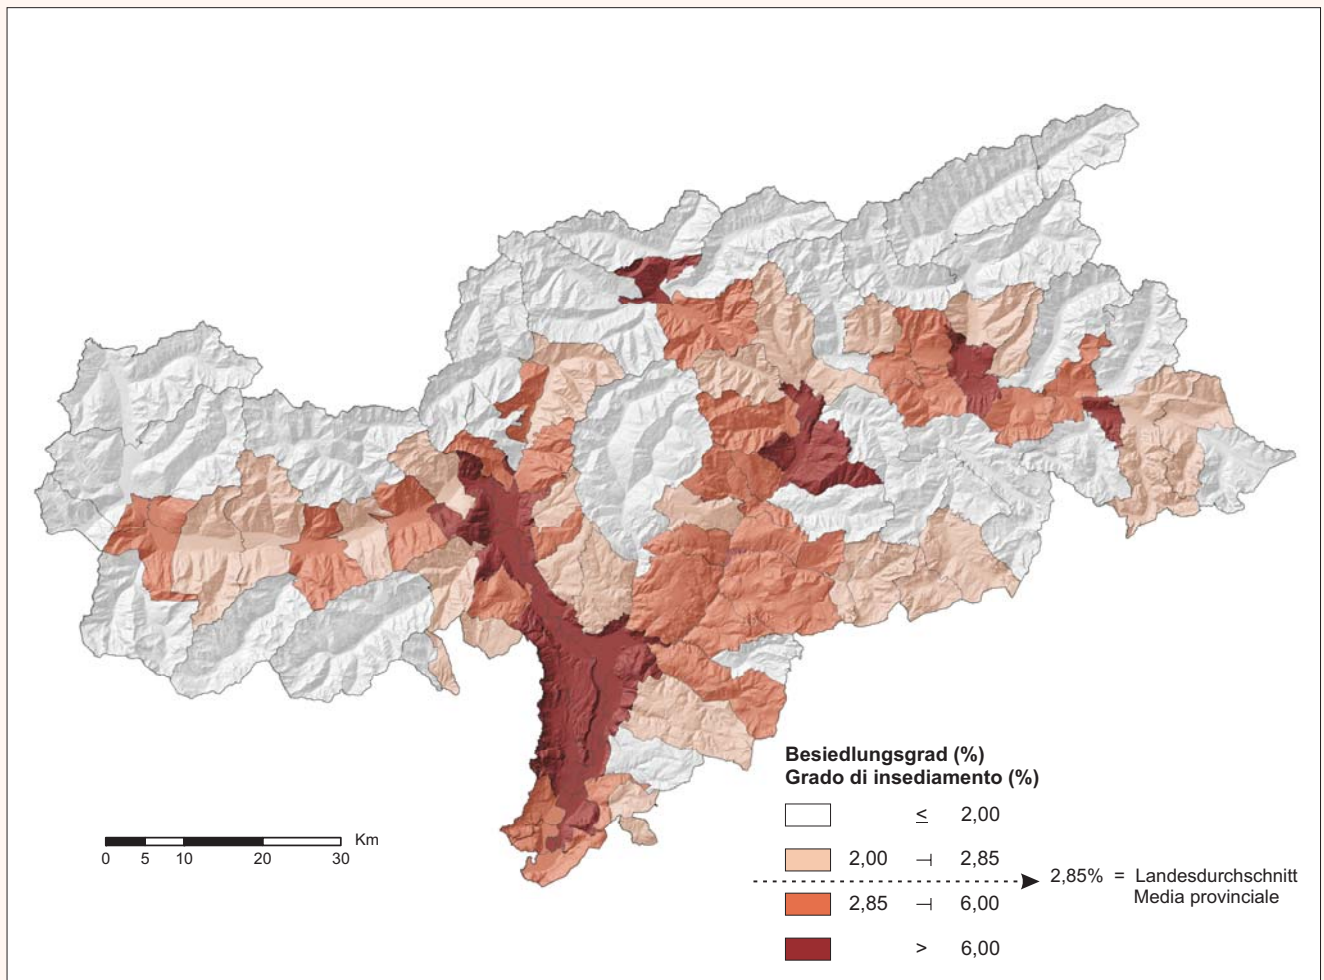 Besiedlungsgrad (%)
Grado di insediamento (%)
≤ 2,00
2,00 ⊣ 2,85
2,85% = Landesdurchschnitt
Media provinciale
2,85 ⊣ 6,00
> 6,00
Km
0 5 10 20 30